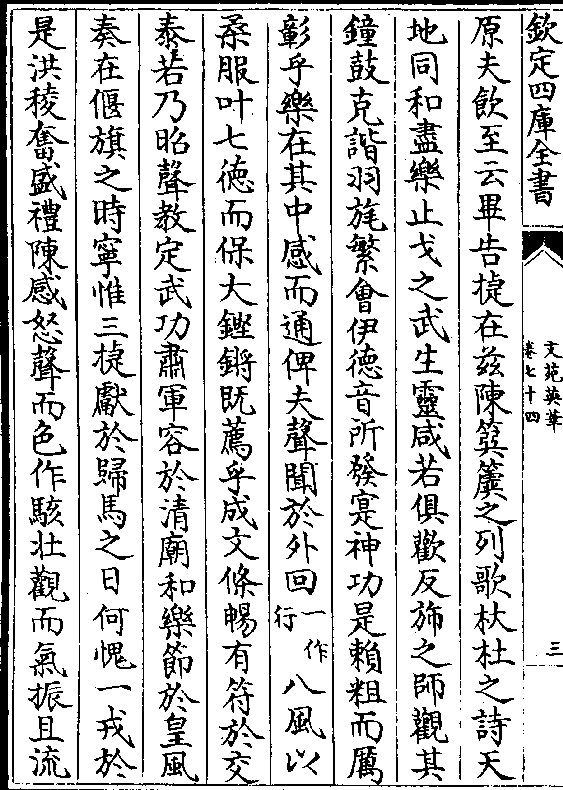 欽定四庫全書
文苑英華
卷七十四
三
原夫飲至云畢告捷在兹陳簨簴之列歌杕杜之詩天
地同和盡樂止戈之武生靈咸若俱歡反斾之師觀其
鐘鼓克諧羽旄繁會伊德音所發寔神功是賴粗而厲
彰乎樂在其中感而通俾夫聲聞於外回一作行八風以
柔服叶七德而保大鏗鏘既薦乎成文條暢有符於交
泰若乃昭聲教定武功肅軍容於清廟和樂節於皇風
奏在偃旗之時寧惟三捷獻於歸馬之日何愧一戎於
是洪稜奮盛禮陳感怒聲而色作駭壯觀而氣振且流